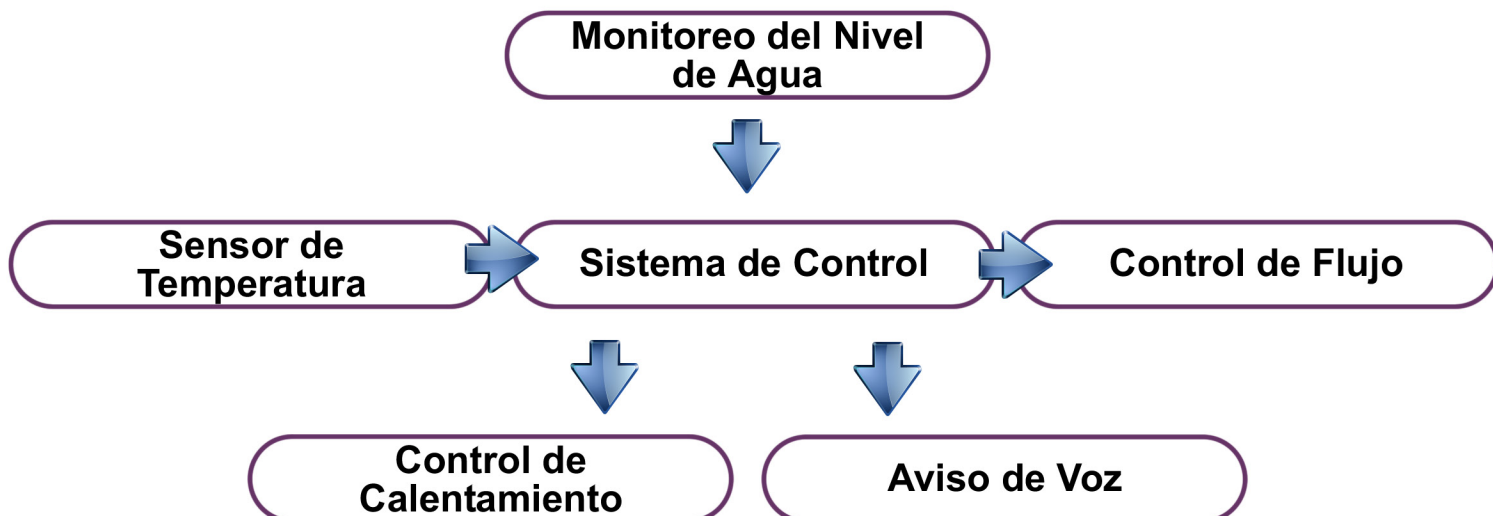 Monitoreo del Nivel
de Agua
Sensor de
Temperatura
Sistema de Control
Control de Flujo
Control de
Calentamiento
Aviso de Voz